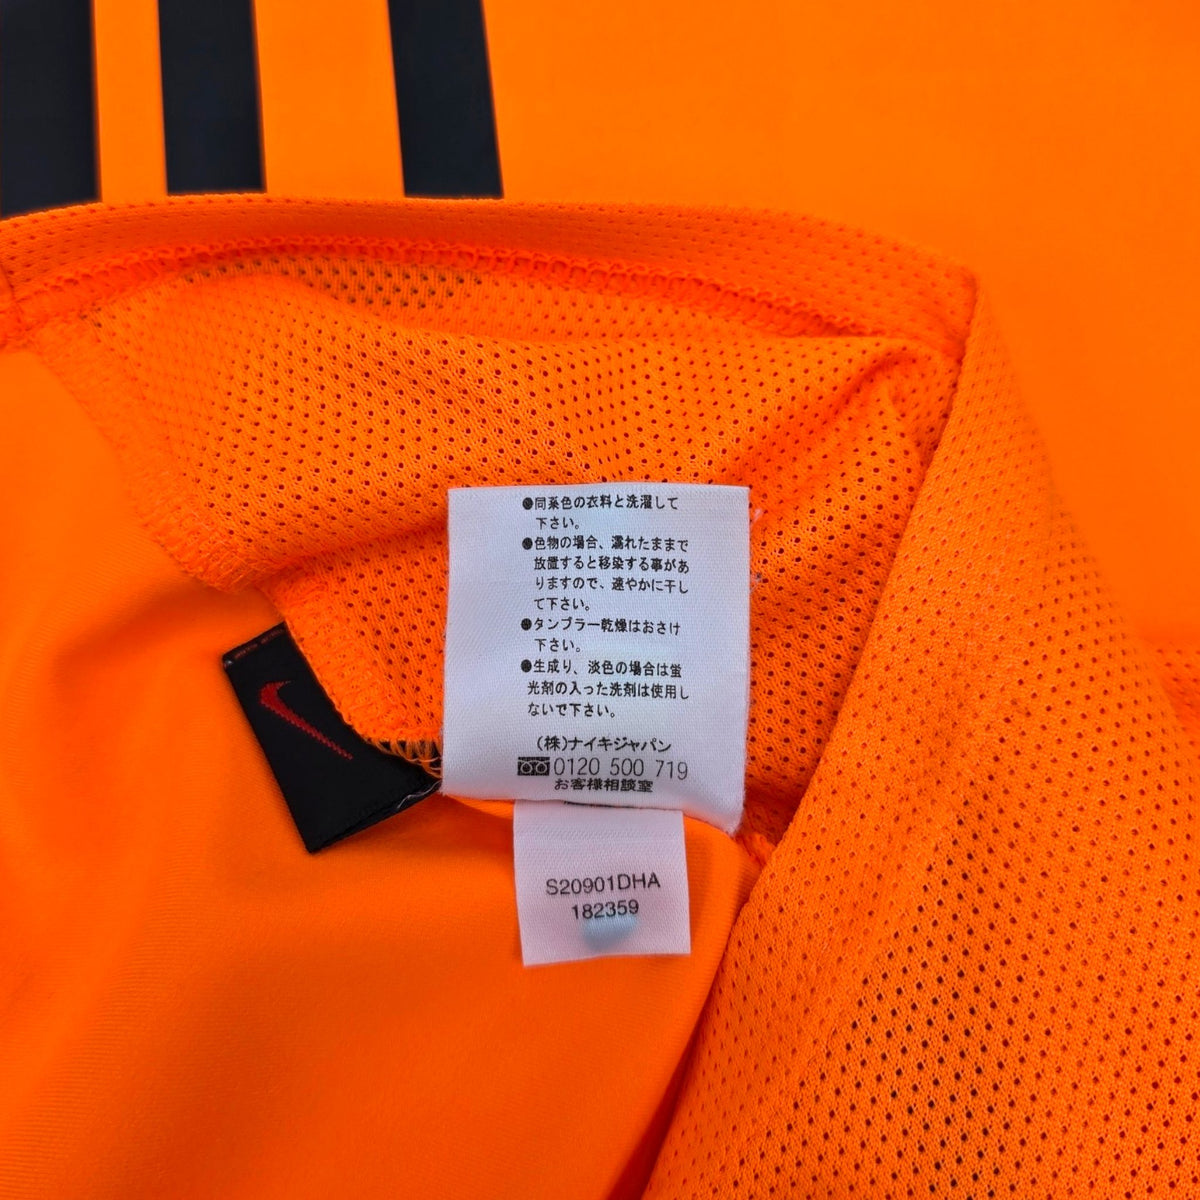 ●同系色の衣料と洗濯して
下さい。
●色物の場合、濡れたままで
放置すると移染する事があ
りますので、速やかに干し
て下さい。
●タンブラー乾燥はおさけ
下さい。
●生成り、淡色の場合は蛍
光剤の入った洗剤は使用し
ないで下さい。
(株)ナイキジャパン
0120 500 719
お客様相談室
S20901DHA
182359